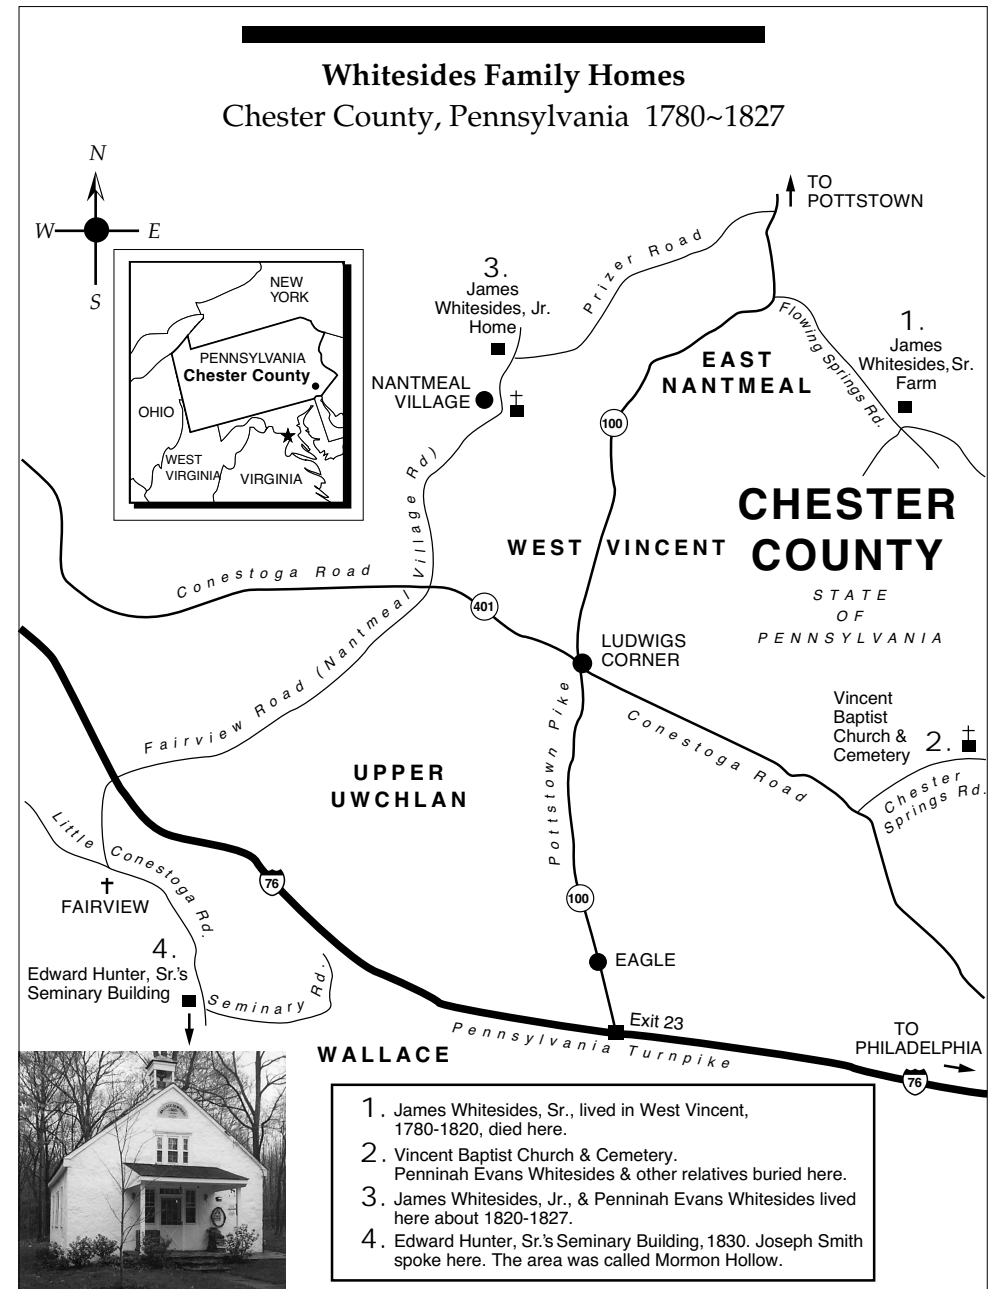 Whitesides Family Homes
Chester County, Pennsylvania 1780~1827
N
W
E
S
NEW
YORK
PENNSYLVANIA
Chester County
OHIO
WEST
VIRGINIA
VIRGINIA
TO
POTTSTOWN
Prizer Road
3.
James
Whitesides, Jr.
Home
NANTMEAL
VILLAGE
Flowing Springs Rd.
1.
James
Whitesides, Sr.
Farm
EAST
NANTMEAL
100
CHESTER
COUNTY
STATE
OF
PENNSYLVANIA
WEST VINCENT
Conestoga Road
401
Fairview Road (Nantmeal Village Rd)
LUDWIGS
CORNER
Pottstown Pike
Conestoga Road
Vincent
Baptist
Church &
Cemetery
2.
Chester
Springs Rd.
UPPER
UWCHLAN
Little Conestoga Rd.
76
FAIRVIEW
100
4.
Edward Hunter, Sr.'s
Seminary Building
Seminary Rd.
EAGLE
Exit 23
Pennsylvania Turnpike
WALLACE
TO
PHILADELPHIA
76
1. James Whitesides, Sr., lived in West Vincent,
1780-1820, died here.
2. Vincent Baptist Church & Cemetery.
Penninah Evans Whitesides & other relatives buried here.
3. James Whitesides, Jr., & Penninah Evans Whitesides lived
here about 1820-1827.
4. Edward Hunter, Sr.'s Seminary Building, 1830. Joseph Smith
spoke here. The area was called Mormon Hollow.